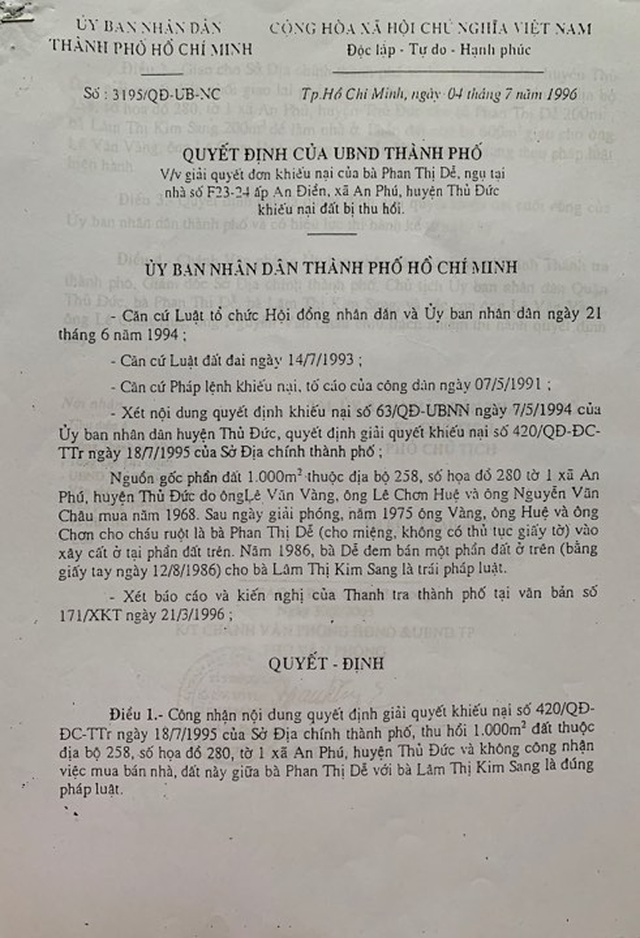 ỦY BAN NHÂN DÂN
THÀNH PHỐ HỒ CHÍ MINH
CỘNG HÒA XÃ HỘI CHỦ NGHĨA VIỆT NAM
Độc lập - Tự do - Hạnh phúc
Số : 3195/QĐ-UB-NC
Tp.Hồ Chí Minh, ngày 04 tháng 7 năm 1996
QUYẾT ĐỊNH CỦA UBND THÀNH PHỐ
V/v giải quyết đơn khiếu nại của bà Phan Thị Dễ, ngụ tại
nhà số F23-24 ấp An Điền, xã An Phú, huyện Thủ Đức
khiếu nại đất bị thu hồi.
ỦY BAN NHÂN DÂN THÀNH PHỐ HỒ CHÍ MINH
- Căn cứ Luật tổ chức Hội đồng nhân dân và Ủy ban nhân dân ngày 21
tháng 6 năm 1994 ;
- Căn cứ Luật đất đai ngày 14/7/1993 ;
- Căn cứ Pháp lệnh khiếu nại, tố cáo của công dân ngày 07/5/1991 ;
- Xét nội dung quyết định khiếu nại số 63/QĐ-UBNN ngày 7/5/1994 của
Ủy ban nhân dân huyện Thủ Đức, quyết định giải quyết khiếu nại số 420/QĐ-ĐC-
TTr ngày 18/7/1995 của Sở Địa chính thành phố ;
Nguồn gốc phần đất 1.000m² thuộc địa bộ 258, số họa đồ 280 tờ 1 xã An
Phú, huyện Thủ Đức do ôngLê Văn Vàng, ông Lê Chơn Huệ và ông Nguyễn Văn
Châu mua năm 1968. Sau ngày giải phóng, năm 1975 ông Vàng, ông Huệ và ông
Chơn cho cháu ruột là bà Phan Thị Dễ (cho miệng, không có thủ tục giấy tờ) vào
xây cất ở tại phần đất trên. Năm 1986, bà Dễ đem bán một phần đất ở trên (bằng
giấy tay ngày 12/8/1986) cho bà Lâm Thị Kim Sang là trái pháp luật.
- Xét báo cáo và kiến nghị của Thanh tra thành phố tại văn bản số
171/XKT ngày 21/3/1996 ;
QUYẾT - ĐỊNH
Điều 1.- Công nhận nội dung quyết định giải quyết khiếu nại số 420/QĐ-
ĐC-TTr ngày 18/7/1995 của Sở Địa chính thành phố, thu hồi 1.000m² đất thuộc
địa bộ 258, số họa đồ 280, tờ 1 xã An Phú, huyện Thủ Đức và không công nhận
việc mua bán nhà, đất này giữa bà Phan Thị Dễ với bà Lâm Thị Kim Sang là đúng
pháp luật.